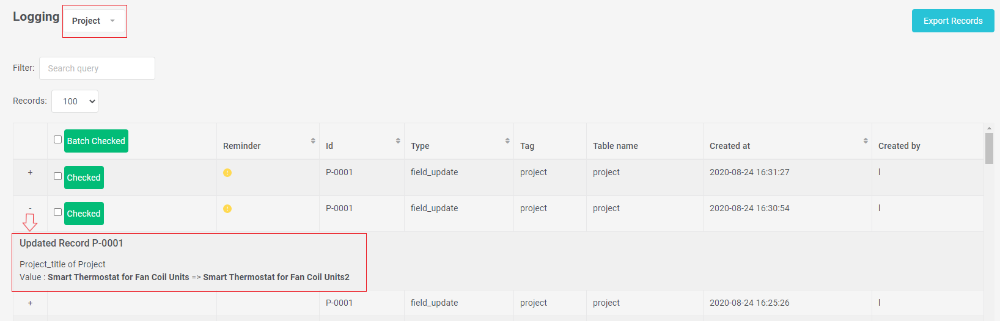 Logging Project
Export Records
Filter: Search query
Records: 100
Batch Checked Reminder Id Type Tag Table name Created at Created by
+ Checked ! P-0001 field_update project project 2020-08-24 16:31:27 l
- Checked ! P-0001 field_update project project 2020-08-24 16:30:54 l
Updated Record P-0001
Project_title of Project
Value : Smart Thermostat for Fan Coil Units => Smart Thermostat for Fan Coil Units2
+ P-0001 field_update project project 2020-08-24 16:25:26 l